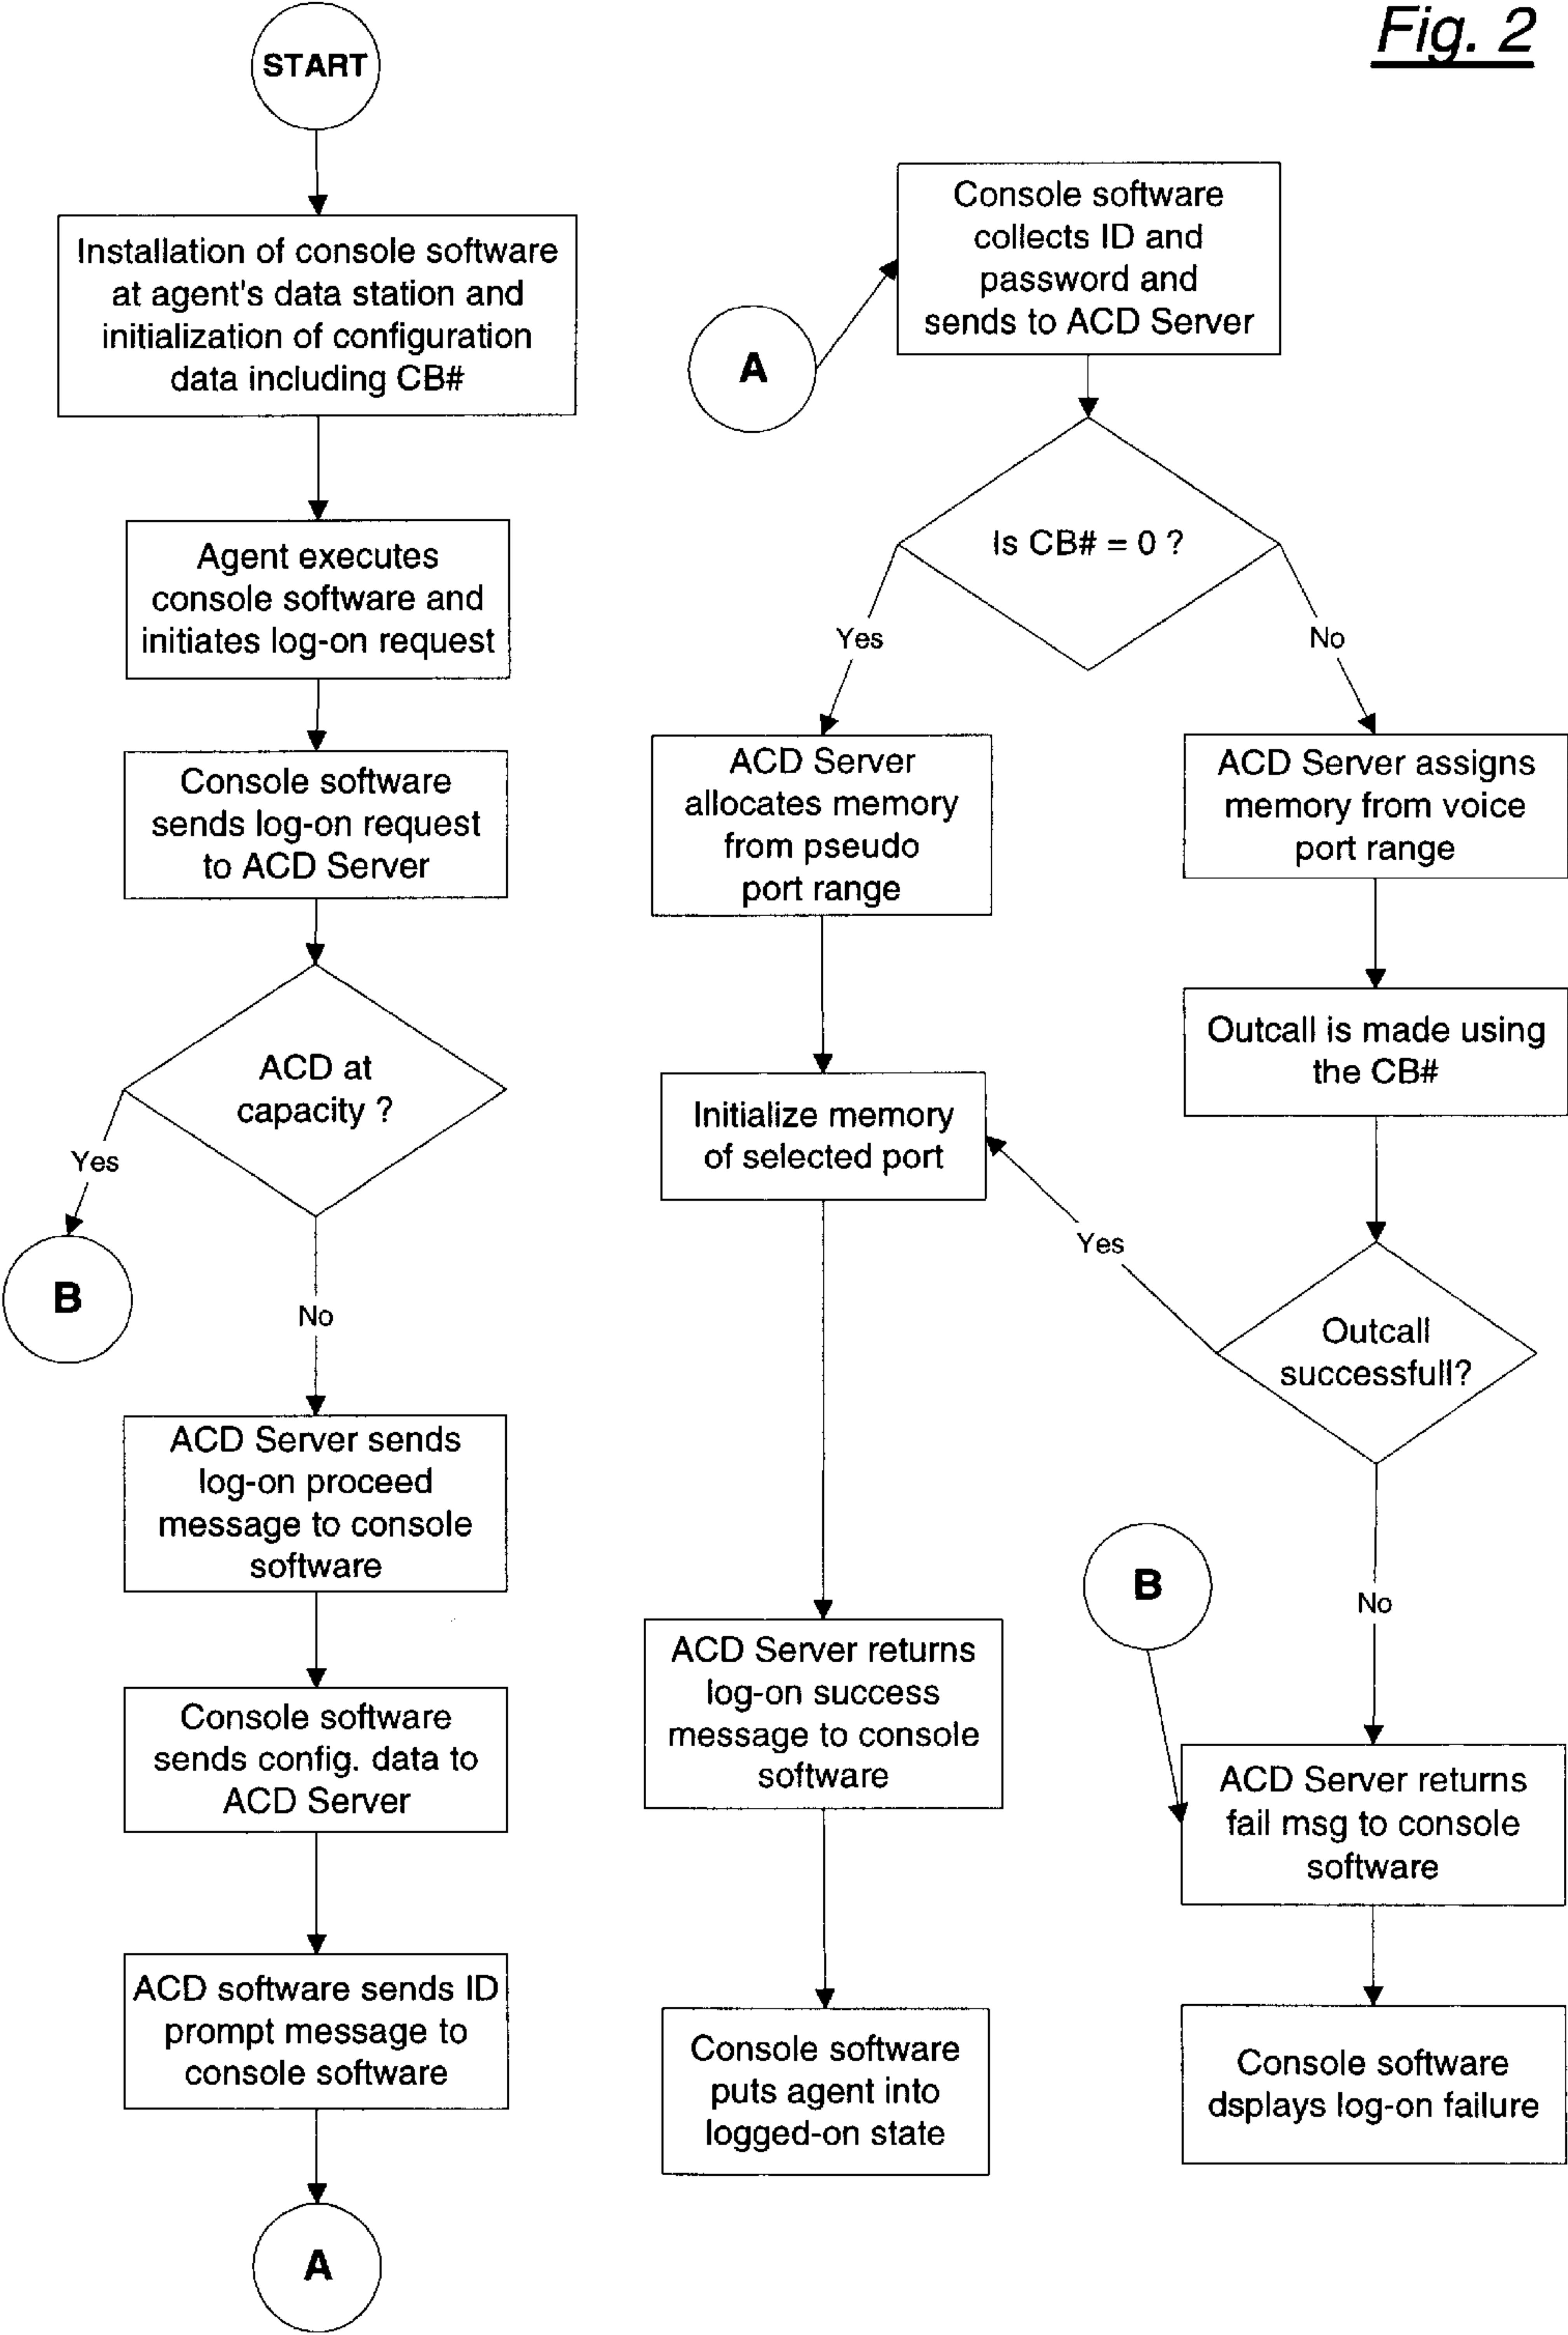 Fig. 2
START
Installation of console software
at agent's data station and
initialization of configuration
data including CB#
Agent executes
console software and
initiates log-on request
Console software
sends log-on request
to ACD Server
ACD at
capacity ?
Yes
B
No
ACD Server sends
log-on proceed
message to console
software
Console software
sends config. data to
ACD Server
ACD software sends ID
prompt message to
console software
A
A
Console software
collects ID and
password and
sends to ACD Server
Is CB# = 0 ?
Yes
No
ACD Server
allocates memory
from pseudo
port range
Initialize memory
of selected port
ACD Server returns
log-on success
message to console
software
Console software
puts agent into
logged-on state
ACD Server assigns
memory from voice
port range
Outcall is made using
the CB#
Outcall
successfull?
Yes
No
B
ACD Server returns
fail msg to console
software
Console software
dsplays log-on failure